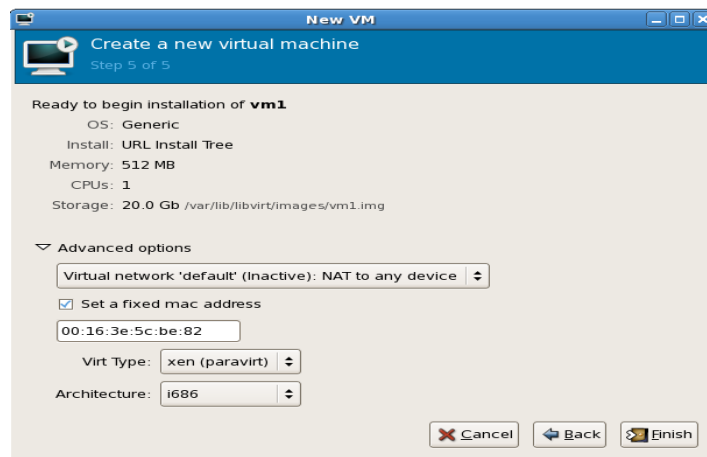 New VM
Create a new virtual machine
Step 5 of 5
Ready to begin installation of vm1
OS: Generic
Install: URL Install Tree
Memory: 512 MB
CPUs: 1
Storage: 20.0 Gb /var/lib/libvirt/images/vm1.img
Advanced options
Virtual network 'default' (Inactive): NAT to any device
Set a fixed mac address
00:16:3e:5c:be:82
Virt Type: xen (paravirt)
Architecture: i686
Cancel Back Finish